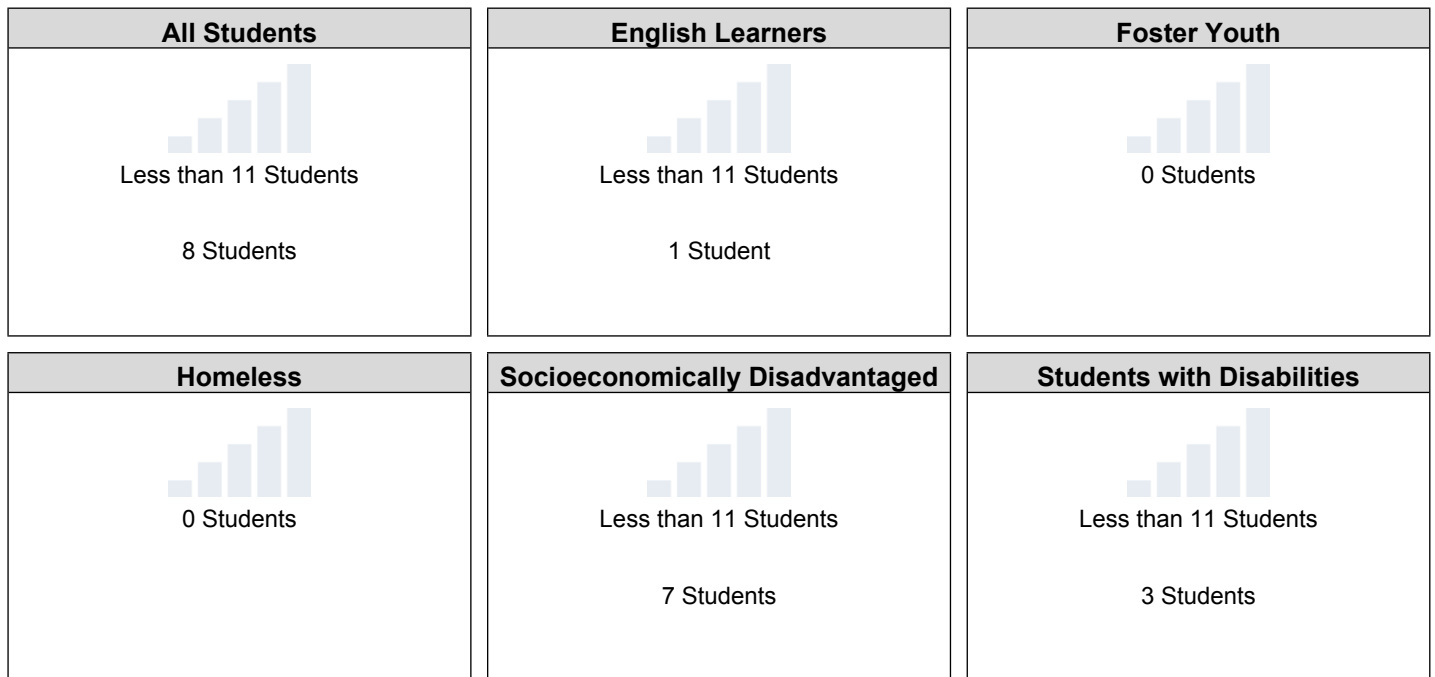 All Students
Less than 11 Students
8 Students
English Learners
Less than 11 Students
1 Student
Foster Youth
0 Students
Homeless
0 Students
Socioeconomically Disadvantaged
Less than 11 Students
7 Students
Students with Disabilities
Less than 11 Students
3 Students